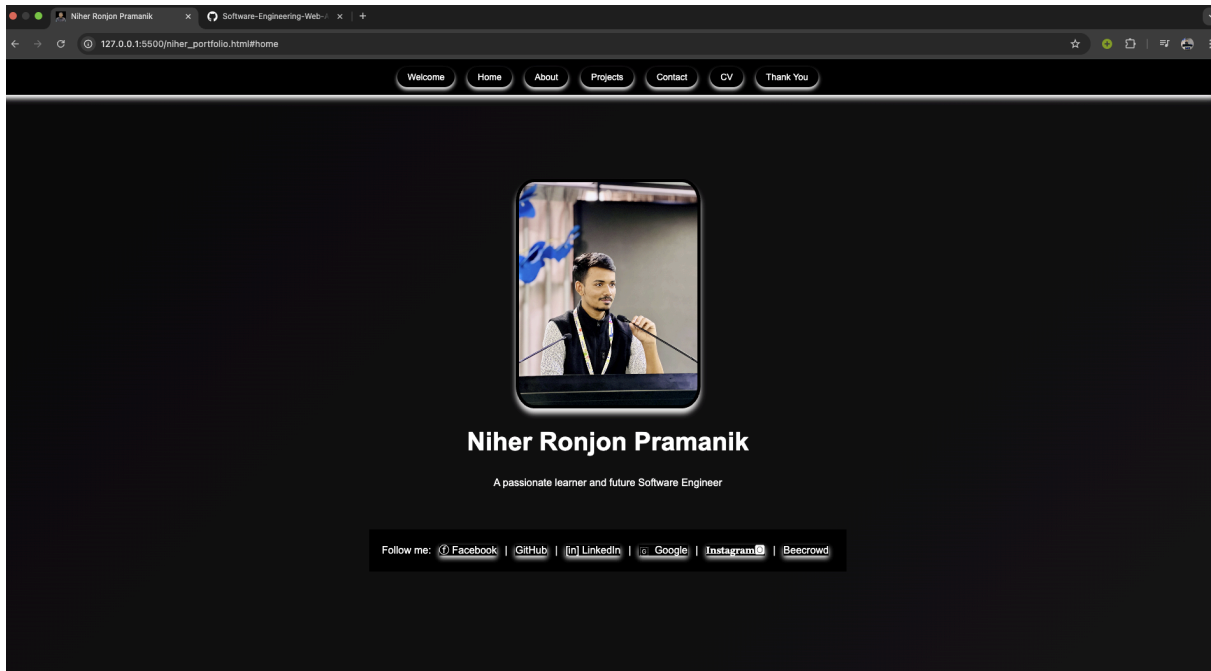 Niher Ronjon Pramanik
Software-Engineering-Web-A
127.0.0.1:5500/niher_portfolio.html#home
Welcome Home About Projects Contact CV Thank You
Niher Ronjon Pramanik
A passionate learner and future Software Engineer
Follow me: ⓕ Facebook | GitHub | [in] LinkedIn | G Google | Instagram | Beecrowd